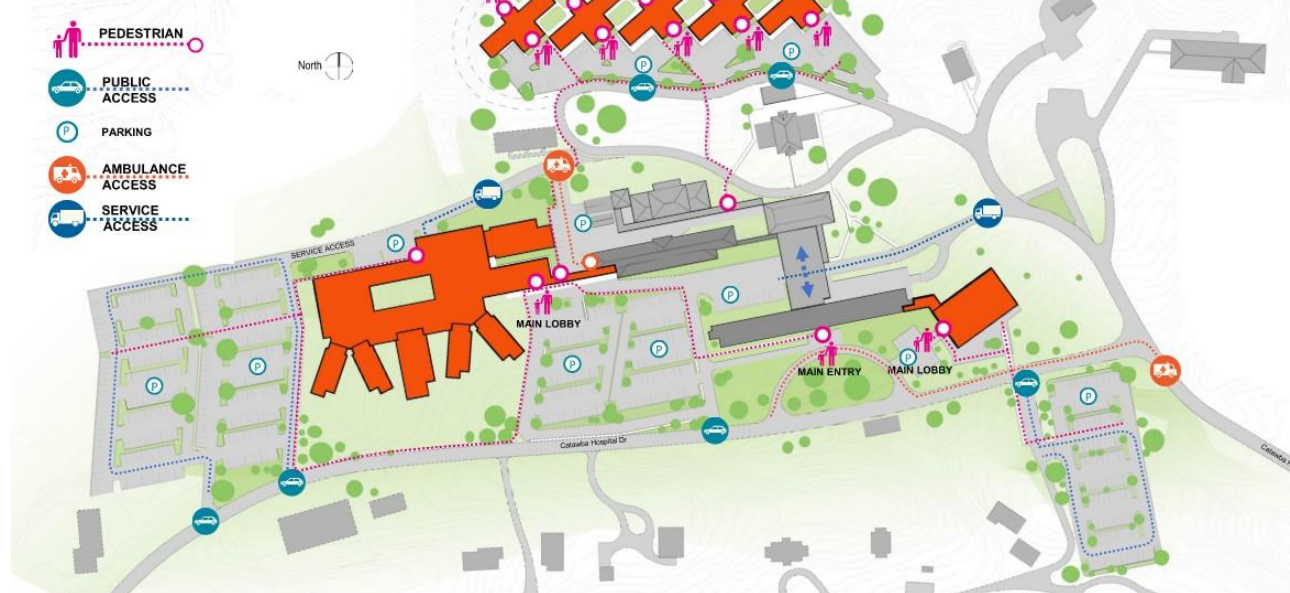 PEDESTRIAN
PUBLIC
ACCESS
P
PARKING
AMBULANCE
ACCESS
SERVICE
ACCESS
North
P
P
P
SERVICE ACCESS
P
P
MAIN LOBBY
P
P
P
P
MAIN ENTRY
P
MAIN LOBBY
P
Catawba Hospital Dr
Catawba